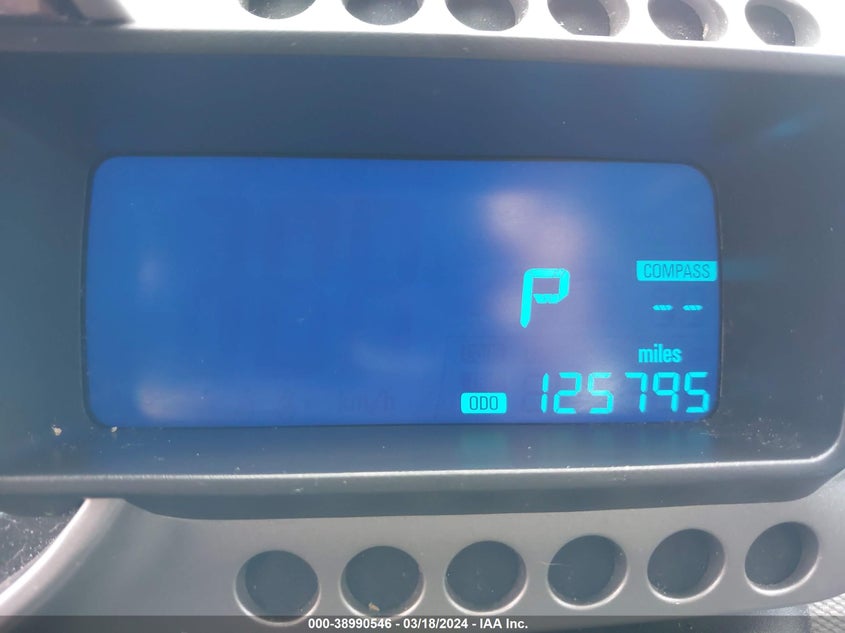 P
COMPASS
--
miles
ODO 125795
000-38990546 - 03/18/2024 - IAA Inc.